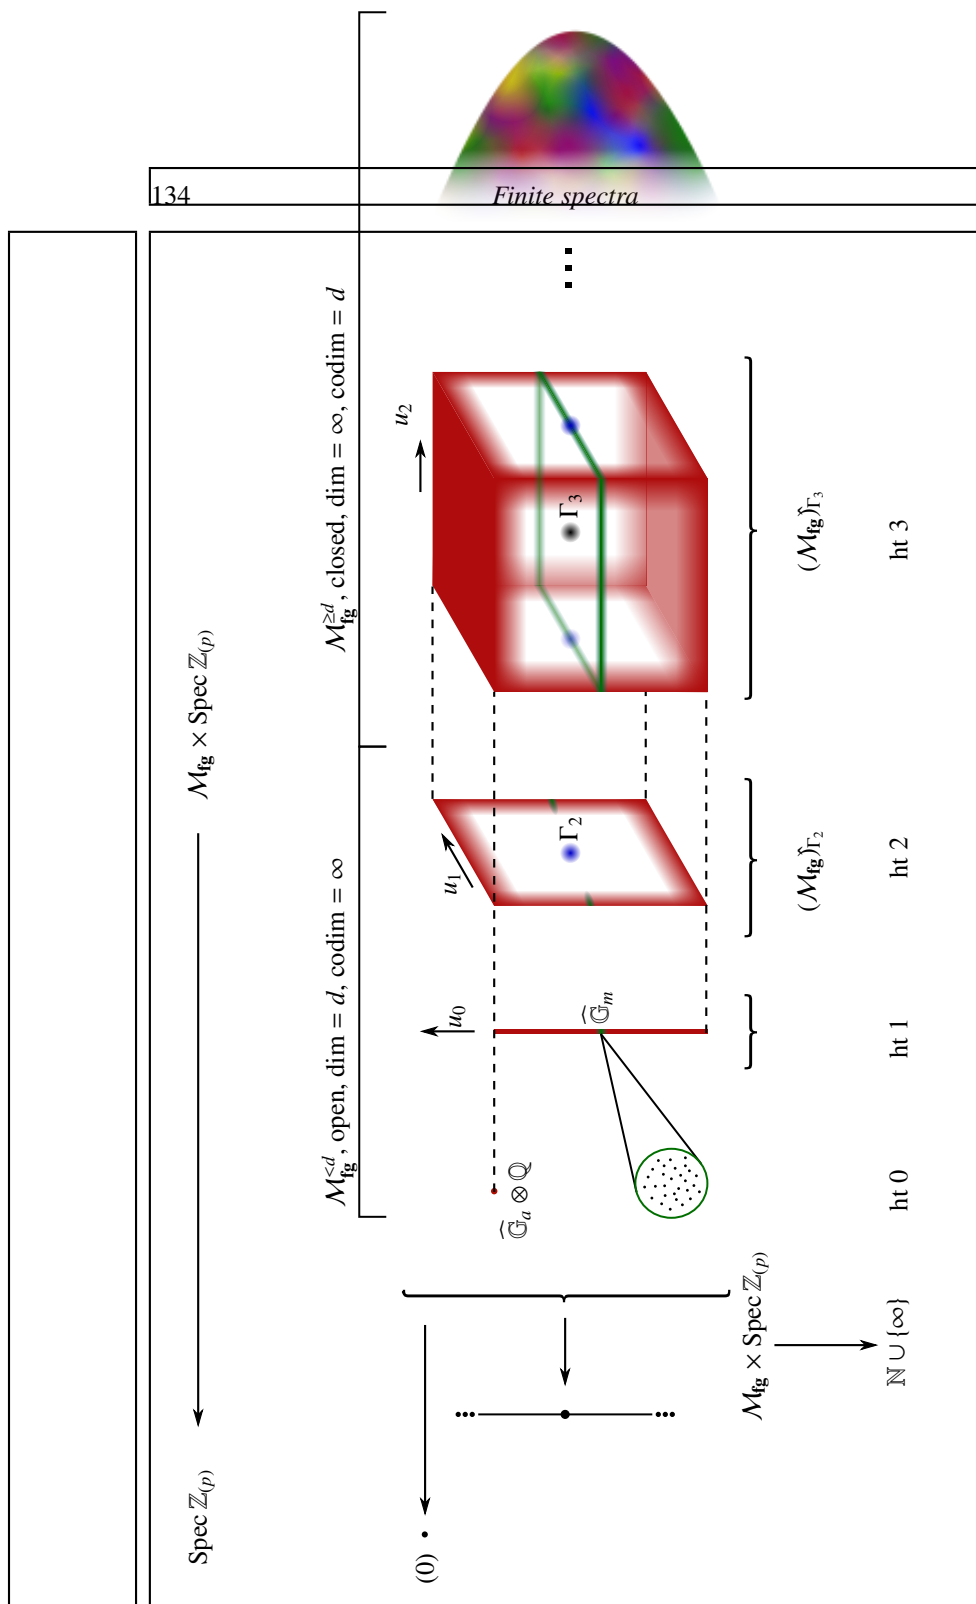 134
Finite spectra
Spec ℤ_(p)
ℳ_fg × Spec ℤ_(p)
ℳ_fg^{<d}, open, dim = d, codim = ∞
ℳ_fg^{≥d}, closed, dim = ∞, codim = d
(0)
𝔾̂_a ⊗ ℚ
u_0
𝔾̂_m
u_1
Γ_2
u_2
Γ_3
...
ℳ_fg × Spec ℤ_(p)
(ℳ_fg)^_{Γ_2}
(ℳ_fg)^_{Γ_3}
ℕ ∪ {∞}
ht 0
ht 1
ht 2
ht 3